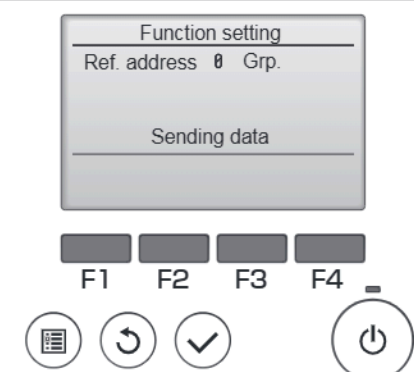 Function setting
Ref. address 0 Grp.
Sending data
F1 F2 F3 F4